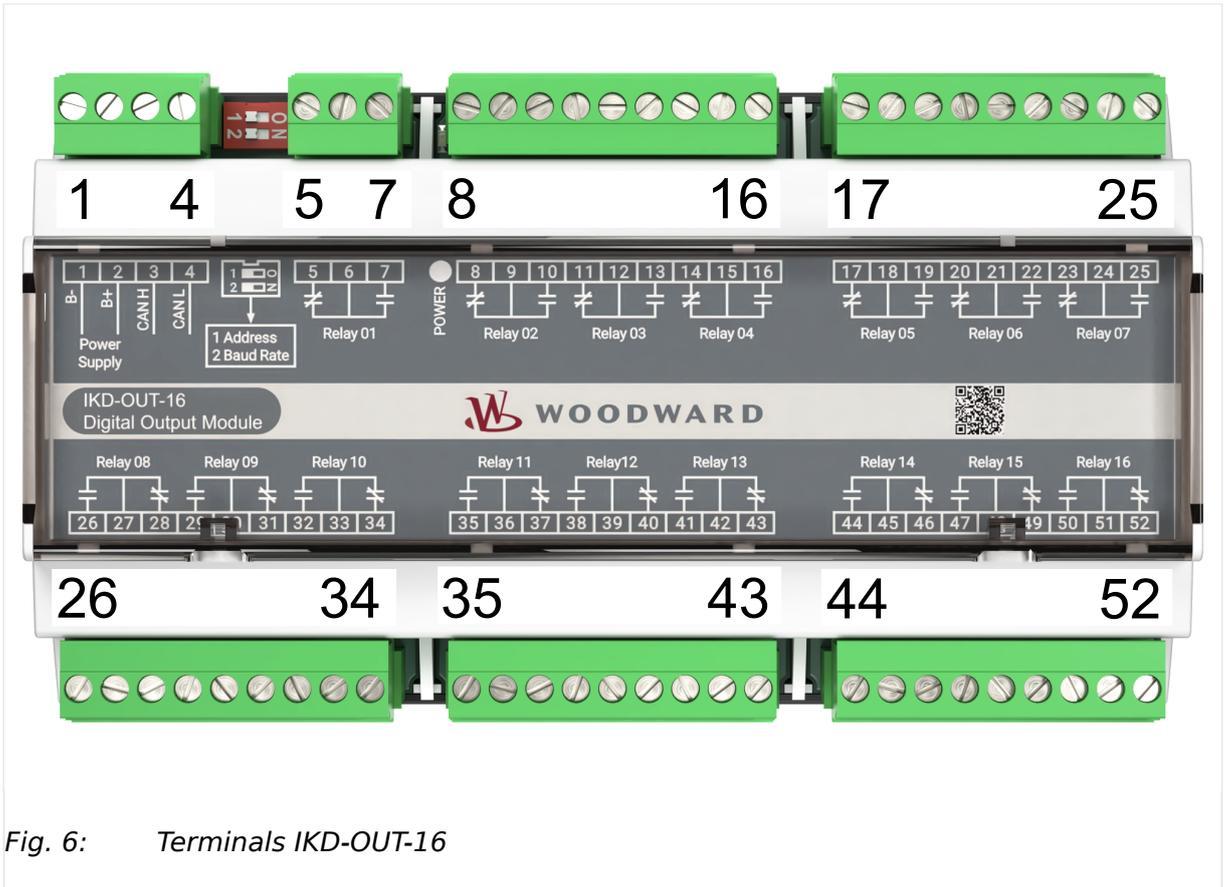 O N
1 2
1 4 5 7 8 16 17 25
1 2 3 4 1 2 O N 5 6 7 8 9 10 11 12 13 14 15 16 17 18 19 20 21 22 23 24 25
B- B+ CAN H CAN L POWER
Relay 01 Relay 02 Relay 03 Relay 04 Relay 05 Relay 06 Relay 07
Power
Supply
1 Address
2 Baud Rate
IKD-OUT-16
Digital Output Module
WOODWARD
Relay 08 Relay 09 Relay 10 Relay 11 Relay12 Relay 13 Relay 14 Relay 15 Relay 16
26 27 28 29 31 32 33 34 35 36 37 38 39 40 41 42 43 44 45 46 47 49 50 51 52
26 34 35 43 44 52
Fig. 6: Terminals IKD-OUT-16